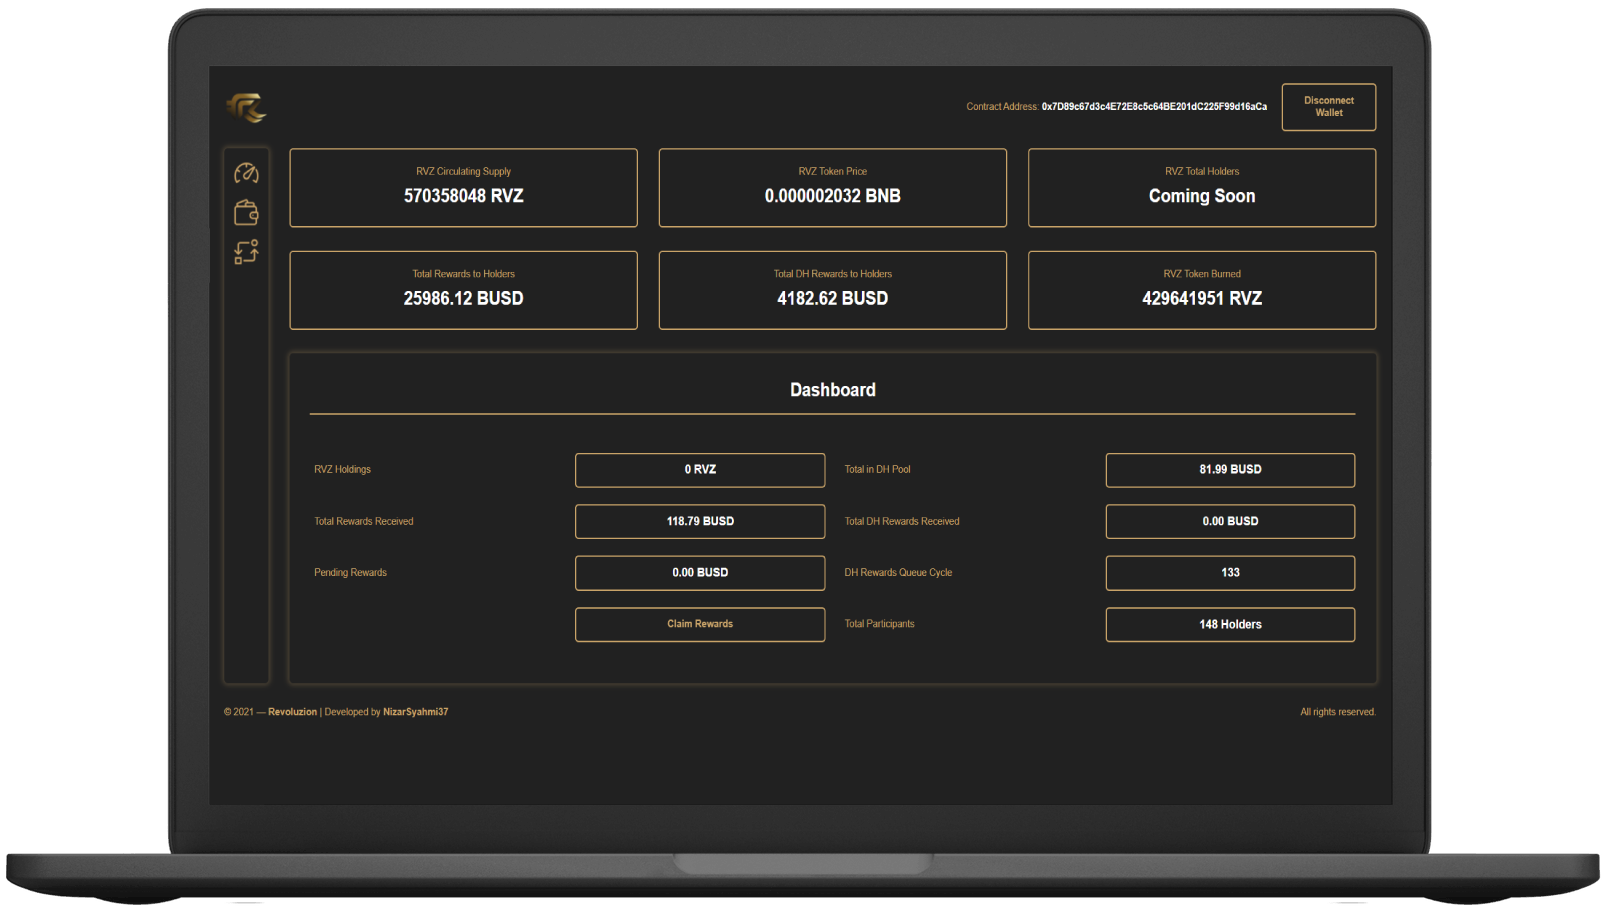 Contract Address: 0x7D89c67d3c4E72E8c5c64BE201dC225F99d16aCa
Disconnect
Wallet
RVZ Circulating Supply
570358048 RVZ
RVZ Token Price
0.000002032 BNB
RVZ Total Holders
Coming Soon
Total Rewards to Holders
25986.12 BUSD
Total DH Rewards to Holders
4182.62 BUSD
RVZ Token Burned
429641951 RVZ
Dashboard
RVZ Holdings
0 RVZ
Total in DH Pool
81.99 BUSD
Total Rewards Received
118.79 BUSD
Total DH Rewards Received
0.00 BUSD
Pending Rewards
0.00 BUSD
DH Rewards Queue Cycle
133
Claim Rewards
Total Participants
148 Holders
© 2021 — Revoluzion | Developed by NizarSyahmi37
All rights reserved.